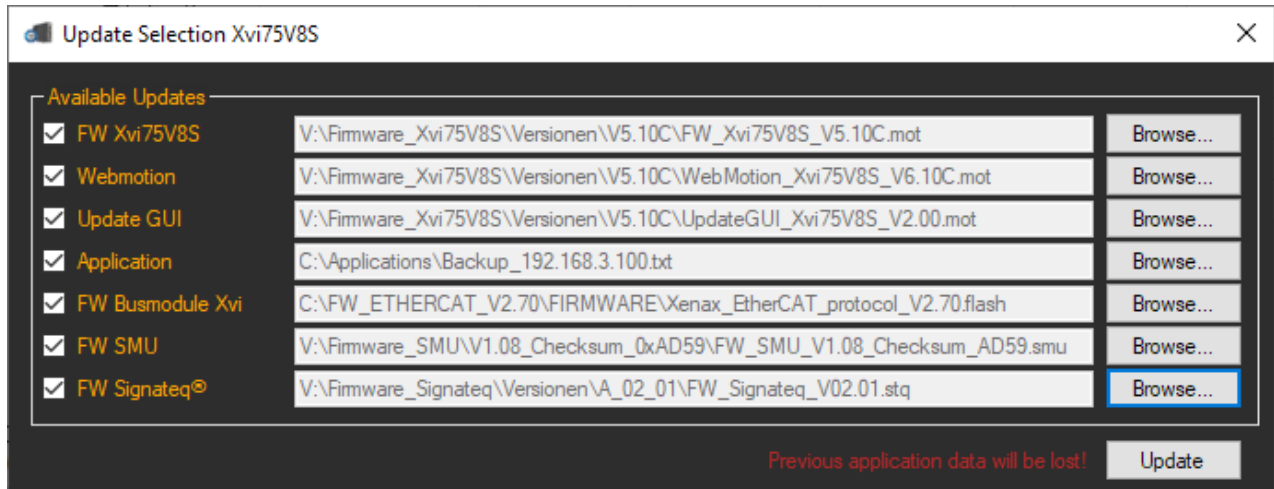 Update Selection Xvi75V8S
Available Updates
FW Xvi75V8S V:\Firmware_Xvi75V8S\Versionen\V5.10C\FW_Xvi75V8S_V5.10C.mot Browse...
Webmotion V:\Firmware_Xvi75V8S\Versionen\V5.10C\WebMotion_Xvi75V8S_V6.10C.mot Browse...
Update GUI V:\Firmware_Xvi75V8S\Versionen\V5.10C\UpdateGUI_Xvi75V8S_V2.00.mot Browse...
Application C:\Applications\Backup_192.168.3.100.txt Browse...
FW Busmodule Xvi C:\FW_ETHERCAT_V2.70\FIRMWARE\Xenax_EtherCAT_protocol_V2.70.flash Browse...
FW SMU V:\Firmware_SMU\V1.08_Checksum_0xAD59\FW_SMU_V1.08_Checksum_AD59.smu Browse...
FW Signateq® V:\Firmware_Signateq\Versionen\A_02_01\FW_Signateq_V02.01.stq Browse...
Previous application data will be lost! Update